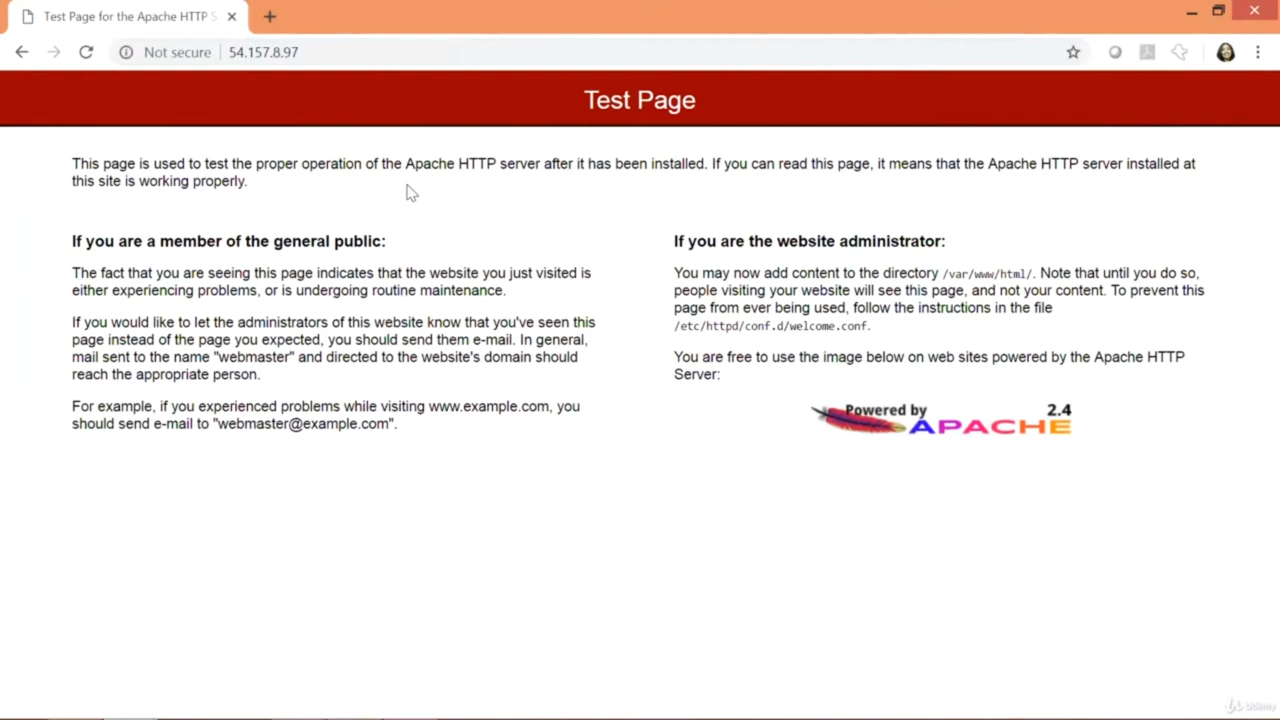 Test Page for the Apache HTTP S
Not secure
54.157.8.97
Test Page
This page is used to test the proper operation of the Apache HTTP server after it has been installed. If you can read this page, it means that the Apache HTTP server installed at
this site is working properly.
If you are a member of the general public:
The fact that you are seeing this page indicates that the website you just visited is
either experiencing problems, or is undergoing routine maintenance.
If you would like to let the administrators of this website know that you've seen this
page instead of the page you expected, you should send them e-mail. In general,
mail sent to the name "webmaster" and directed to the website's domain should
reach the appropriate person.
For example, if you experienced problems while visiting www.example.com, you
should send e-mail to "webmaster@example.com".
If you are the website administrator:
You may now add content to the directory /var/www/html/. Note that until you do so,
people visiting your website will see this page, and not your content. To prevent this
page from ever being used, follow the instructions in the file
/etc/httpd/conf.d/welcome.conf.
You are free to use the image below on web sites powered by the Apache HTTP
Server:
Powered by 2.4
APACHE
Udemy